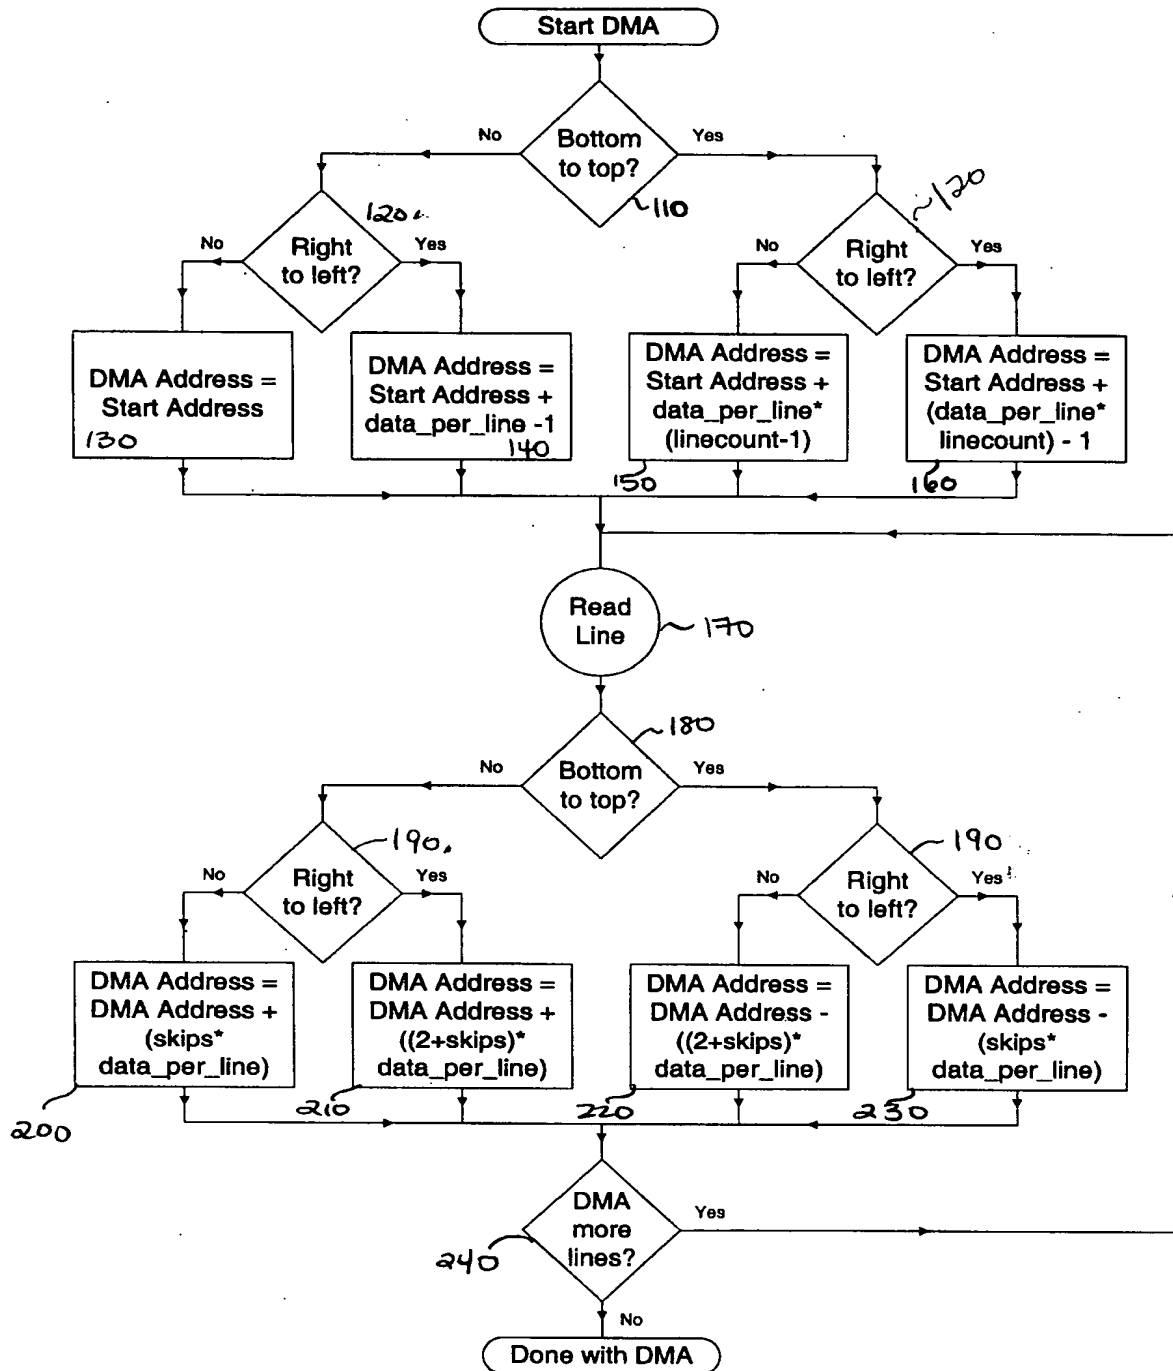 Start DMA
Bottom
to top?
No
Yes
110
Right
to left?
No
Yes
120
Right
to left?
No
Yes
120
DMA Address =
Start Address
130
DMA Address =
Start Address +
data_per_line -1
140
DMA Address =
Start Address +
data_per_line*
(linecount-1)
150
DMA Address =
Start Address +
(data_per_line*
linecount) - 1
160
Read
Line
170
Bottom
to top?
No
Yes
180
Right
to left?
No
Yes
190
Right
to left?
No
Yes
190
DMA Address =
DMA Address +
(skips*
data_per_line)
200
DMA Address =
DMA Address +
((2+skips)*
data_per_line)
210
DMA Address =
DMA Address -
((2+skips)*
data_per_line)
220
DMA Address =
DMA Address -
(skips*
data_per_line)
230
DMA
more
lines?
Yes
240
No
Done with DMA